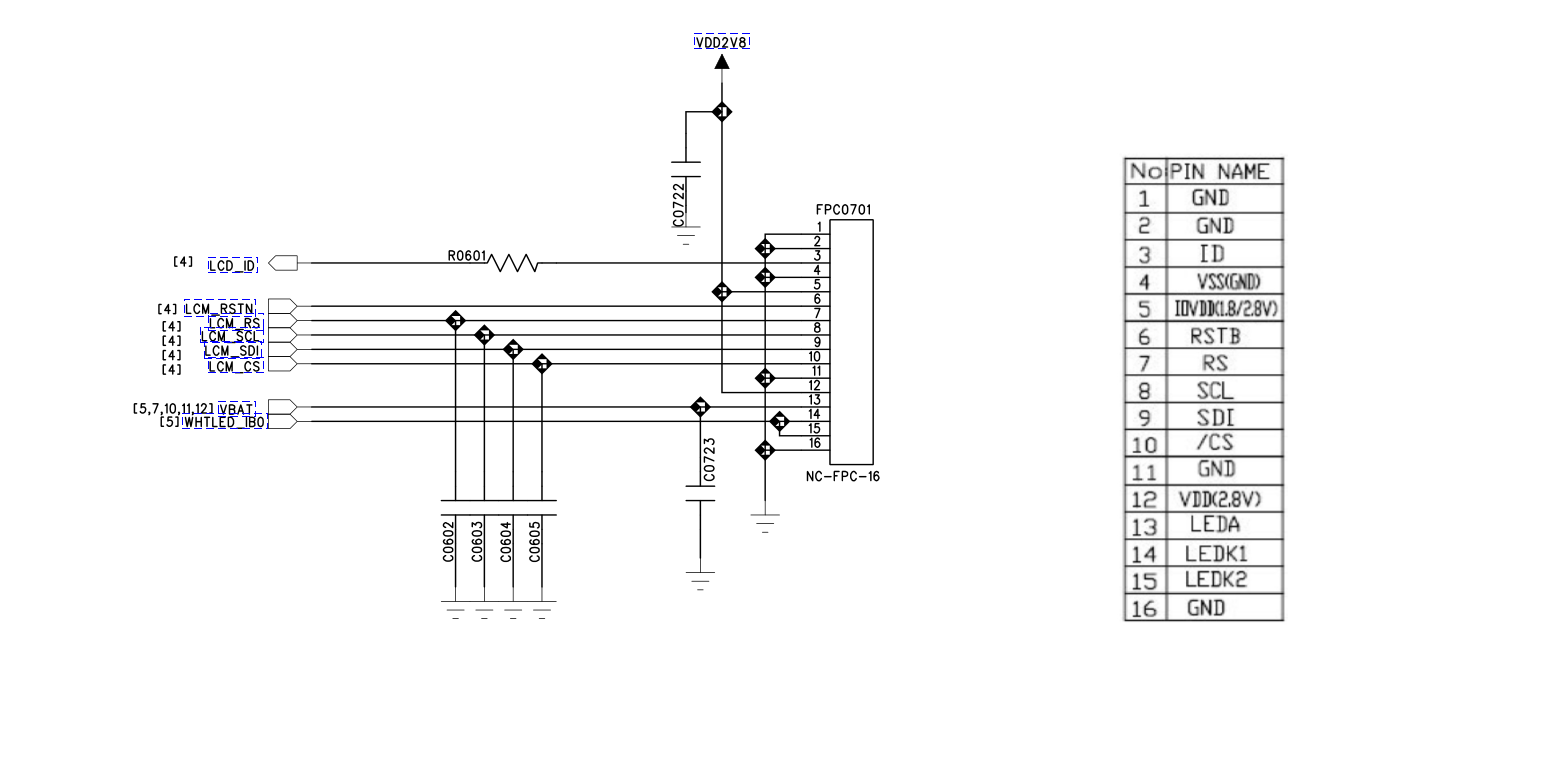 VDD2V8
C0722
FPC0701
1
2
3
4
5
6
7
8
9
10
11
12
13
14
15
16
NC-FPC-16
R0601
[4] LCD_ID
[4] LCM_RSTN
[4] LCM_RS
[4] LCM_SCL
[4] LCM_SDI
[4] LCM_CS
[5,7,10,11,12] VBAT
[5] WHTLED_IB0
C0723
C0602
C0603
C0604
C0605
No PIN NAME
1 GND
2 GND
3 ID
4 VSS(GND)
5 IOVDD(1.8/2.8V)
6 RSTB
7 RS
8 SCL
9 SDI
10 /CS
11 GND
12 VDD(2.8V)
13 LEDA
14 LEDK1
15 LEDK2
16 GND